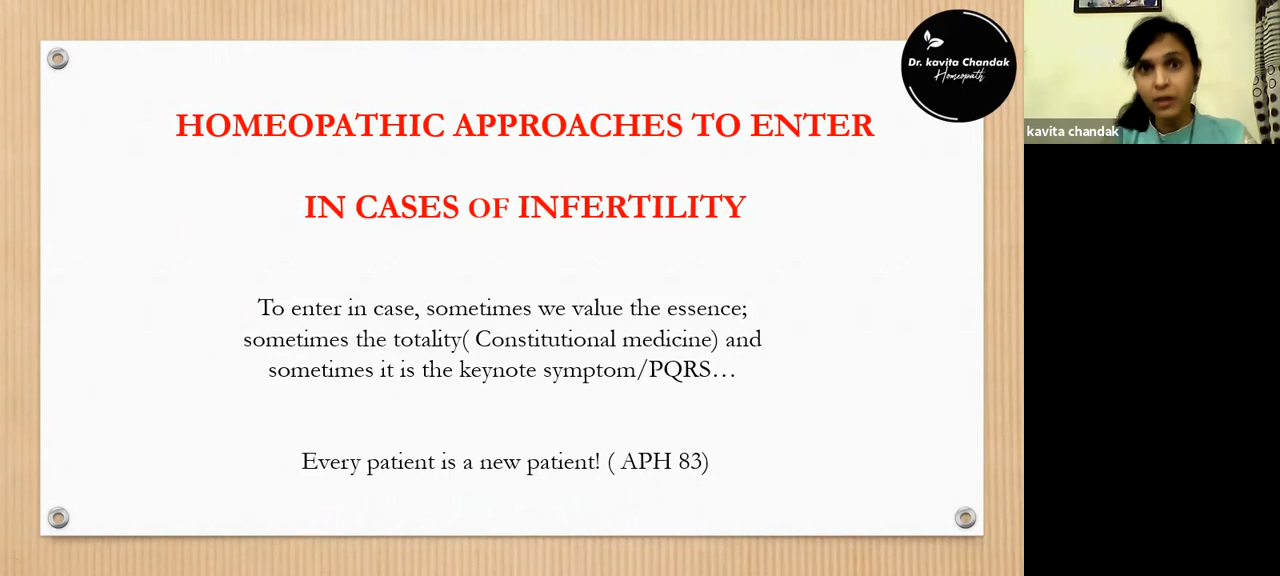 Dr. kavita Chandak
Homeopath
kavita chandak
HOMEOPATHIC APPROACHES TO ENTER
IN CASES OF INFERTILITY
To enter in case, sometimes we value the essence;
sometimes the totality( Constitutional medicine) and
sometimes it is the keynote symptom/PQRS…
Every patient is a new patient! ( APH 83)